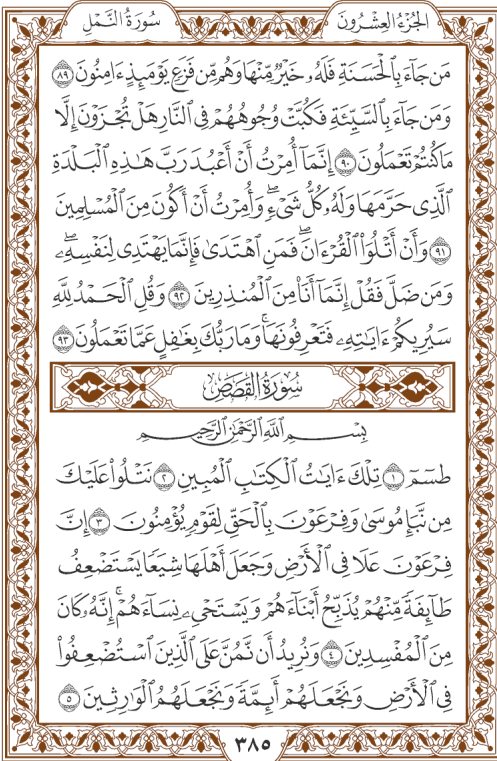 الجُزْءُ العِشْرُونَ
سُورَةُ النَّمْلِ
مَن جَآءَ بِٱلْحَسَنَةِ فَلَهُۥ خَيْرٌ مِّنْهَا وَهُم مِّن فَزَعٍ يَوْمَئِذٍ ءَامِنُونَ ٨٩
وَمَن جَآءَ بِٱلسَّيِّئَةِ فَكُبَّتْ وُجُوهُهُمْ فِى ٱلنَّارِ هَلْ تُجْزَوْنَ إِلَّا
مَا كُنتُمْ تَعْمَلُونَ ٩٠ إِنَّمَآ أُمِرْتُ أَنْ أَعْبُدَ رَبَّ هَٰذِهِ ٱلْبَلْدَةِ
ٱلَّذِى حَرَّمَهَا وَلَهُۥ كُلُّ شَىْءٍ ۖ وَأُمِرْتُ أَنْ أَكُونَ مِنَ ٱلْمُسْلِمِينَ
٩١ وَأَنْ أَتْلُوَا۟ ٱلْقُرْءَانَ ۖ فَمَنِ ٱهْتَدَىٰ فَإِنَّمَا يَهْتَدِى لِنَفْسِهِۦ ۖ
وَمَن ضَلَّ فَقُلْ إِنَّمَآ أَنَا۠ مِنَ ٱلْمُنذِرِينَ ٩٢ وَقُلِ ٱلْحَمْدُ لِلَّهِ
سَيُرِيكُمْ ءَايَٰتِهِۦ فَتَعْرِفُونَهَا ۚ وَمَا رَبُّكَ بِغَٰفِلٍ عَمَّا تَعْمَلُونَ ٩٣
سُورَةُ القَصَصِ
بِسْمِ ٱللَّهِ ٱلرَّحْمَٰنِ ٱلرَّحِيمِ
طسٓمٓ ١ تِلْكَ ءَايَٰتُ ٱلْكِتَٰبِ ٱلْمُبِينِ ٢ نَتْلُوا۟ عَلَيْكَ
مِن نَّبَإِ مُوسَىٰ وَفِرْعَوْنَ بِٱلْحَقِّ لِقَوْمٍ يُؤْمِنُونَ ٣ إِنَّ
فِرْعَوْنَ عَلَا فِى ٱلْأَرْضِ وَجَعَلَ أَهْلَهَا شِيَعًا يَسْتَضْعِفُ
طَآئِفَةً مِّنْهُمْ يُذَبِّحُ أَبْنَآءَهُمْ وَيَسْتَحْىِۦ نِسَآءَهُمْ ۚ إِنَّهُۥ كَانَ
مِنَ ٱلْمُفْسِدِينَ ٤ وَنُرِيدُ أَن نَّمُنَّ عَلَى ٱلَّذِينَ ٱسْتُضْعِفُوا۟
فِى ٱلْأَرْضِ وَنَجْعَلَهُمْ أَئِمَّةً وَنَجْعَلَهُمُ ٱلْوَٰرِثِينَ ٥
٣٨٥